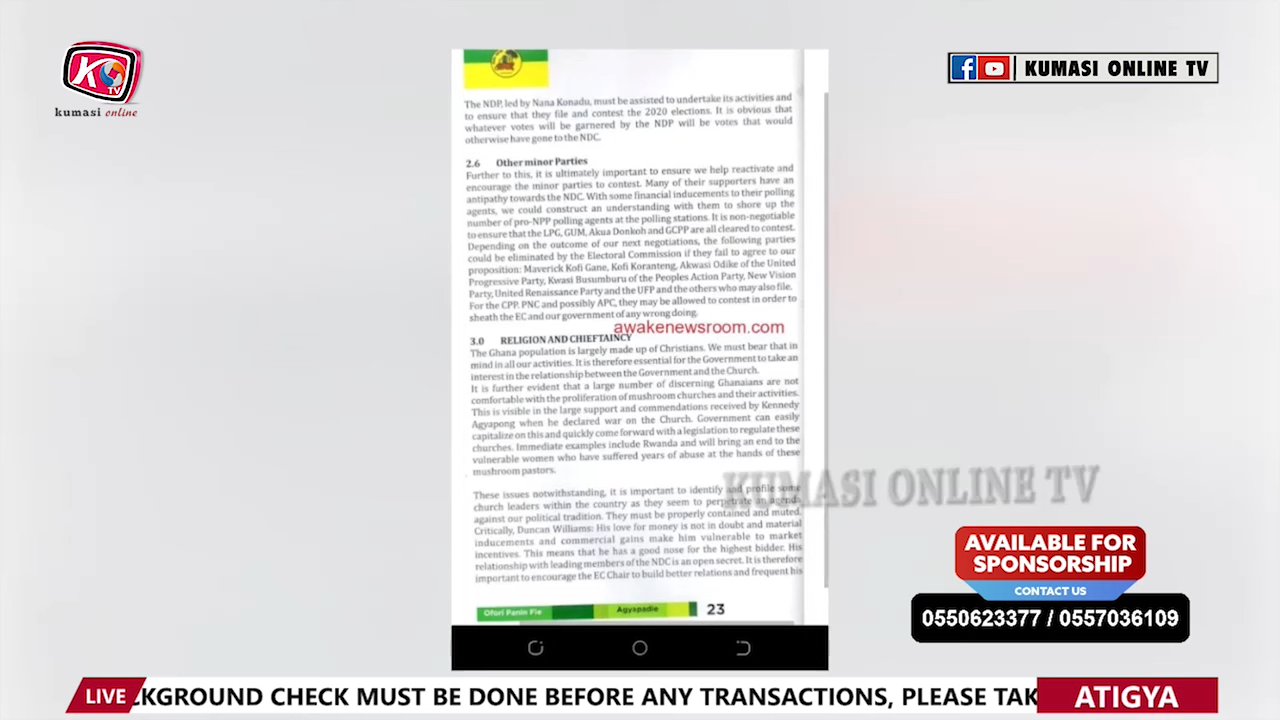 K
TV
kumasi online
KUMASI ONLINE TV
The NDP, led by Nana Konadu, must be assisted to undertake its activities and
to ensure that they file and contest the 2020 elections. It is obvious that
whatever votes will be garnered by the NDP will be votes that would
otherwise have gone to the NDC.
2.6 Other minor Parties
Further to this, it is ultimately important to ensure we help reactivate and
encourage the minor parties to contest. Many of their supporters have an
antipathy towards the NDC. With some financial inducements to their polling
agents, we could construct an understanding with them to shore up the
number of pro-NPP polling agents at the polling stations. It is non-negotiable
to ensure that the LPG, GUM, Akua Donkoh and GCPP are all cleared to contest.
Depending on the outcome of our next negotiations, the following parties
could be eliminated by the Electoral Commission if they fail to agree to our
proposition: Maverick Kofi Gane, Kofi Koranteng, Akwasi Odike of the United
Progressive Party, Kwasi Busumburu of the Peoples Action Party, New Vision
Party, United Renaissance Party and the UFP and the others who may also file.
For the CPP, PNC and possibly APC, they may be allowed to contest in order to
sheath the EC and our government of any wrong doing.
awakenewsroom.com
3.0 RELIGION AND CHIEFTAINCY
The Ghana population is largely made up of Christians. We must bear that in
mind in all our activities. It is therefore essential for the Government to take an
interest in the relationship between the Government and the Church.
It is further evident that a large number of discerning Ghanaians are not
comfortable with the proliferation of mushroom churches and their activities.
This is visible in the large support and commendations received by Kennedy
Agyapong when he declared war on the Church. Government can easily
capitalize on this and quickly come forward with a legislation to regulate these
churches. Immediate examples include Rwanda and will bring an end to the
vulnerable women who have suffered years of abuse at the hands of these
mushroom pastors.
These issues notwithstanding, it is important to identify and profile some
church leaders within the country as they seem to perpetrate an agenda
against our political tradition. They must be properly contained and muted.
Critically, Duncan Williams: His love for money is not in doubt and material
inducements and commercial gains make him vulnerable to market
incentives. This means that he has a good nose for the highest bidder. His
relationship with leading members of the NDC is an open secret. It is therefore
important to encourage the EC Chair to build better relations and frequent his
Ofori Panin Fie Agyapadie 23
KUMASI ONLINE TV
AVAILABLE FOR
SPONSORSHIP
CONTACT US
0550623377 / 0557036109
LIVE
KGROUND CHECK MUST BE DONE BEFORE ANY TRANSACTIONS, PLEASE TAK
ATIGYA